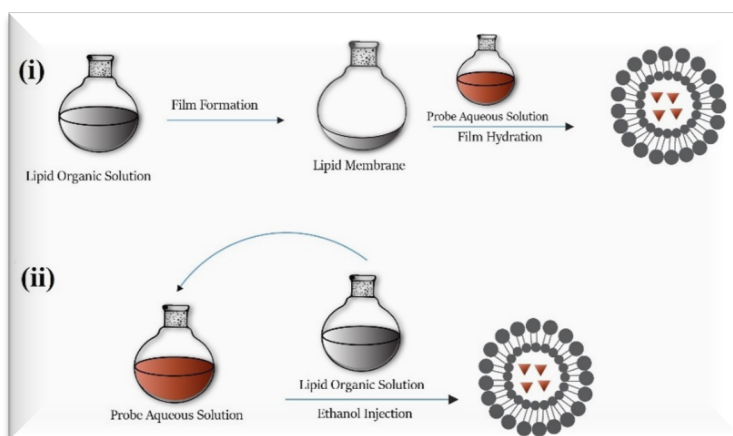 (i)
Film Formation
Probe Aqueous Solution
Film Hydration
Lipid Organic Solution
Lipid Membrane
(ii)
Lipid Organic Solution
Probe Aqueous Solution
Ethanol Injection